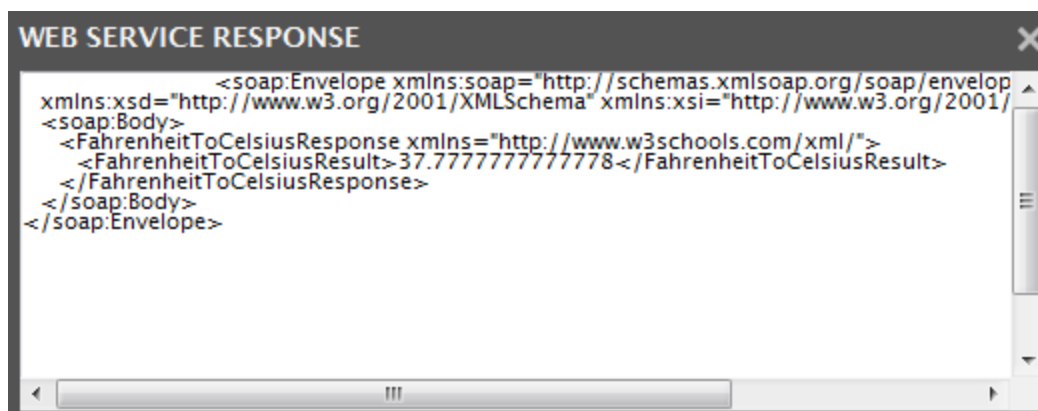 WEB SERVICE RESPONSE
<soap:Envelope xmlns:soap="http://schemas.xmlsoap.org/soap/envelop
xmlns:xsd="http://www.w3.org/2001/XMLSchema" xmlns:xsi="http://www.w3.org/2001/
<soap:Body>
<FahrenheitToCelsiusResponse xmlns="http://www.w3schools.com/xml/">
<FahrenheitToCelsiusResult>37.7777777777778</FahrenheitToCelsiusResult>
</FahrenheitToCelsiusResponse>
</soap:Body>
</soap:Envelope>